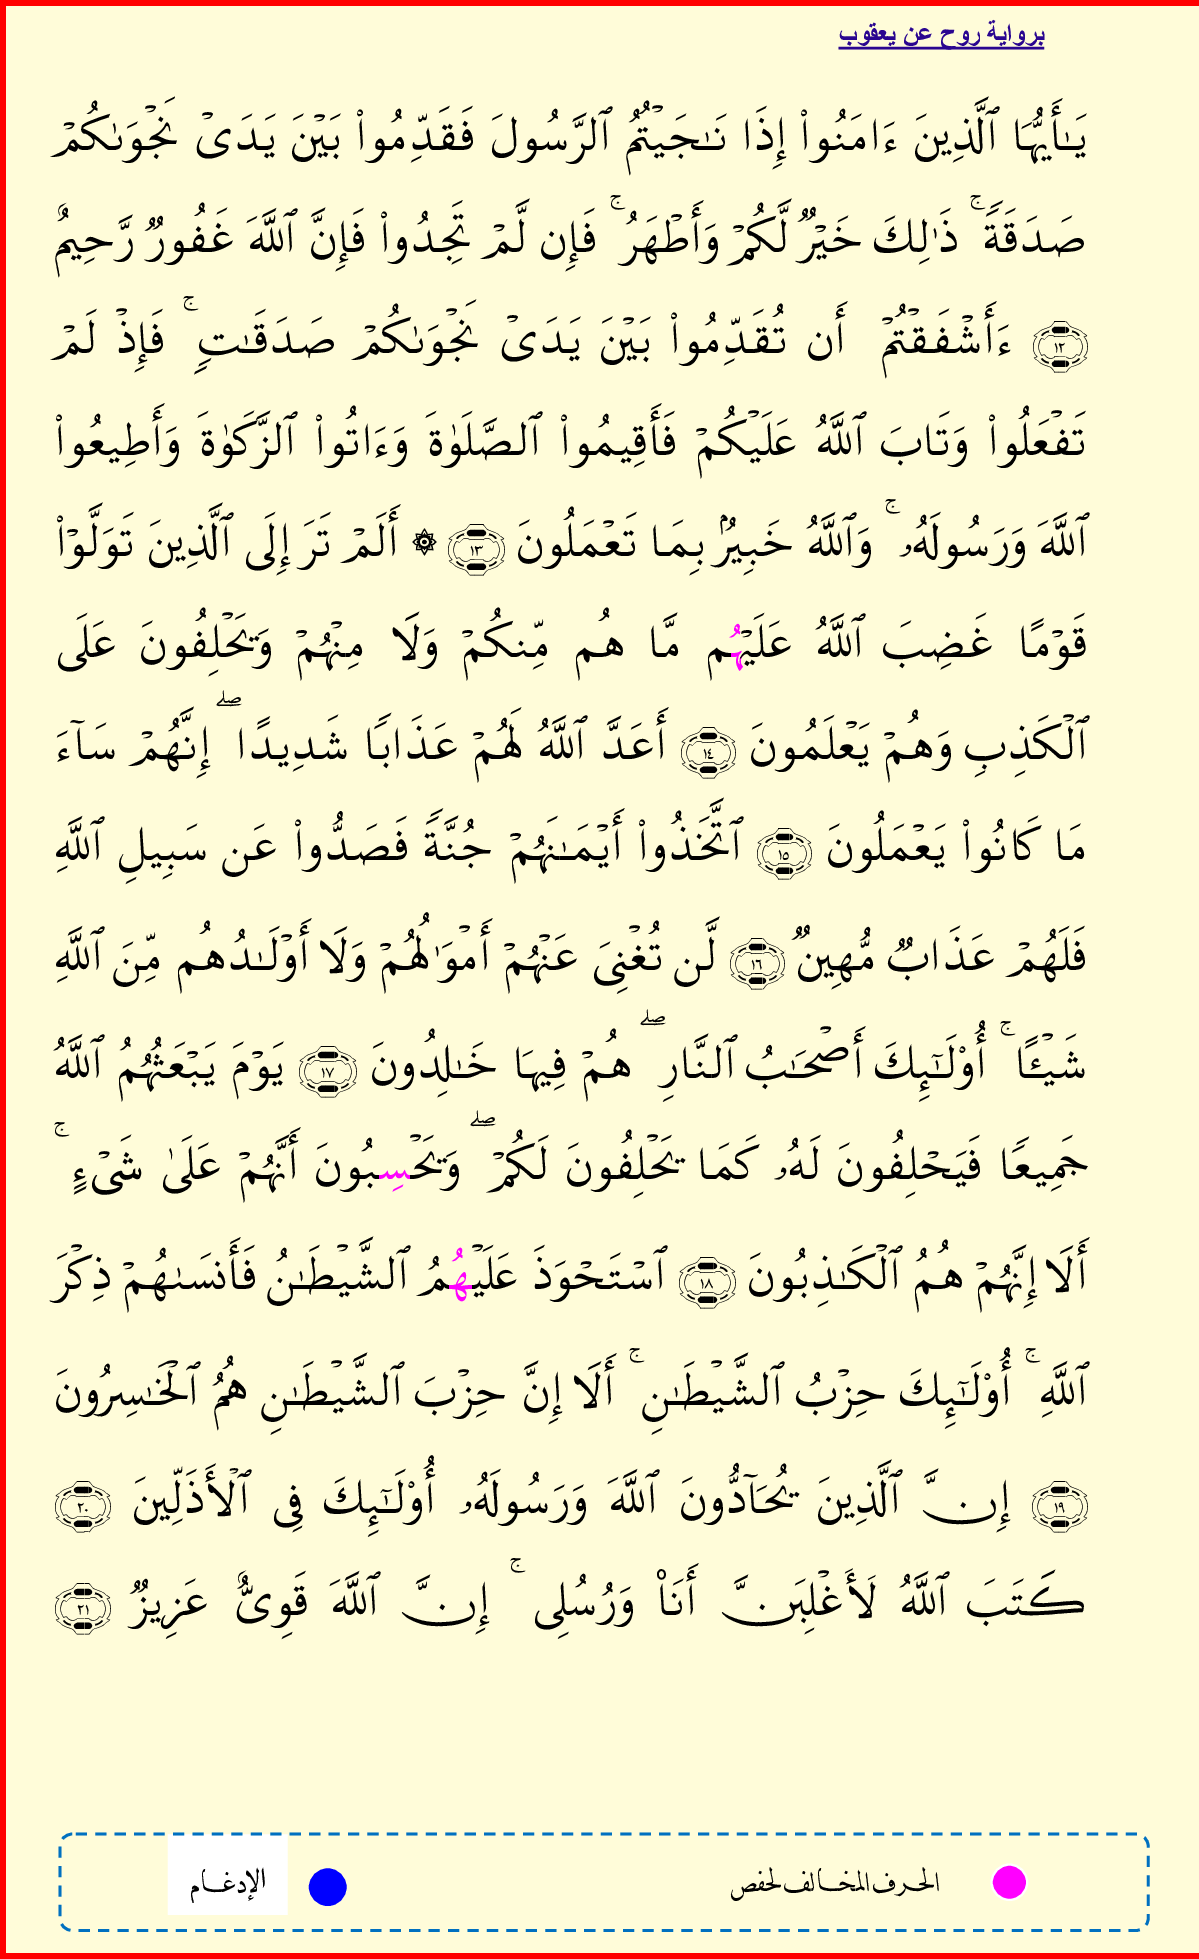 برواية روح عن يعقوب
يَـٰٓأَيُّهَا ٱلَّذِينَ ءَامَنُوا۟ إِذَا نَـٰجَيْتُمُ ٱلرَّسُولَ فَقَدِّمُوا۟ بَيْنَ يَدَىْ نَجْوَىٰكُمْ
صَدَقَةًۚ ذَٰلِكَ خَيْرٌ لَّكُمْ وَأَطْهَرُۚ فَإِن لَّمْ تَجِدُوا۟ فَإِنَّ ٱللَّهَ غَفُورٌ رَّحِيمٌ
١٢ ءَأَشْفَقْتُمْ أَن تُقَدِّمُوا۟ بَيْنَ يَدَىْ نَجْوَىٰكُمْ صَدَقَـٰتٍۚ فَإِذْ لَمْ
تَفْعَلُوا۟ وَتَابَ ٱللَّهُ عَلَيْكُمْ فَأَقِيمُوا۟ ٱلصَّلَوٰةَ وَءَاتُوا۟ ٱلزَّكَوٰةَ وَأَطِيعُوا۟
ٱللَّهَ وَرَسُولَهُۥۚ وَٱللَّهُ خَبِيرٌۢ بِمَا تَعْمَلُونَ ١٣ ۞ أَلَمْ تَرَ إِلَى ٱلَّذِينَ تَوَلَّوْا۟
قَوْمًا غَضِبَ ٱللَّهُ عَلَيْهُم مَّا هُم مِّنكُمْ وَلَا مِنْهُمْ وَيَحْلِفُونَ عَلَى
ٱلْكَذِبِ وَهُمْ يَعْلَمُونَ ١٤ أَعَدَّ ٱللَّهُ لَهُمْ عَذَابًا شَدِيدًاۖ إِنَّهُمْ سَآءَ
مَا كَانُوا۟ يَعْمَلُونَ ١٥ ٱتَّخَذُوا۟ أَيْمَـٰنَهُمْ جُنَّةً فَصَدُّوا۟ عَن سَبِيلِ ٱللَّهِ
فَلَهُمْ عَذَابٌ مُّهِينٌ ١٦ لَّن تُغْنِىَ عَنْهُمْ أَمْوَٰلُهُمْ وَلَا أَوْلَـٰدُهُم مِّنَ ٱللَّهِ
شَيْـًٔاۚ أُو۟لَـٰٓئِكَ أَصْحَـٰبُ ٱلنَّارِۖ هُمْ فِيهَا خَـٰلِدُونَ ١٧ يَوْمَ يَبْعَثُهُمُ ٱللَّهُ
جَمِيعًا فَيَحْلِفُونَ لَهُۥ كَمَا يَحْلِفُونَ لَكُمْۖ وَيَحْسِبُونَ أَنَّهُمْ عَلَىٰ شَىْءٍۚ
أَلَا إِنَّهُمْ هُمُ ٱلْكَـٰذِبُونَ ١٨ ٱسْتَحْوَذَ عَلَيْهُمُ ٱلشَّيْطَـٰنُ فَأَنسَىٰهُمْ ذِكْرَ
ٱللَّهِۚ أُو۟لَـٰٓئِكَ حِزْبُ ٱلشَّيْطَـٰنِۚ أَلَا إِنَّ حِزْبَ ٱلشَّيْطَـٰنِ هُمُ ٱلْخَـٰسِرُونَ
١٩ إِنَّ ٱلَّذِينَ يُحَآدُّونَ ٱللَّهَ وَرَسُولَهُۥ أُو۟لَـٰٓئِكَ فِى ٱلْأَذَلِّينَ ٢٠
كَتَبَ ٱللَّهُ لَأَغْلِبَنَّ أَنَا۠ وَرُسُلِىۚ إِنَّ ٱللَّهَ قَوِىٌّ عَزِيزٌ ٢١
الحرف المخالف لحفص
الإدغام